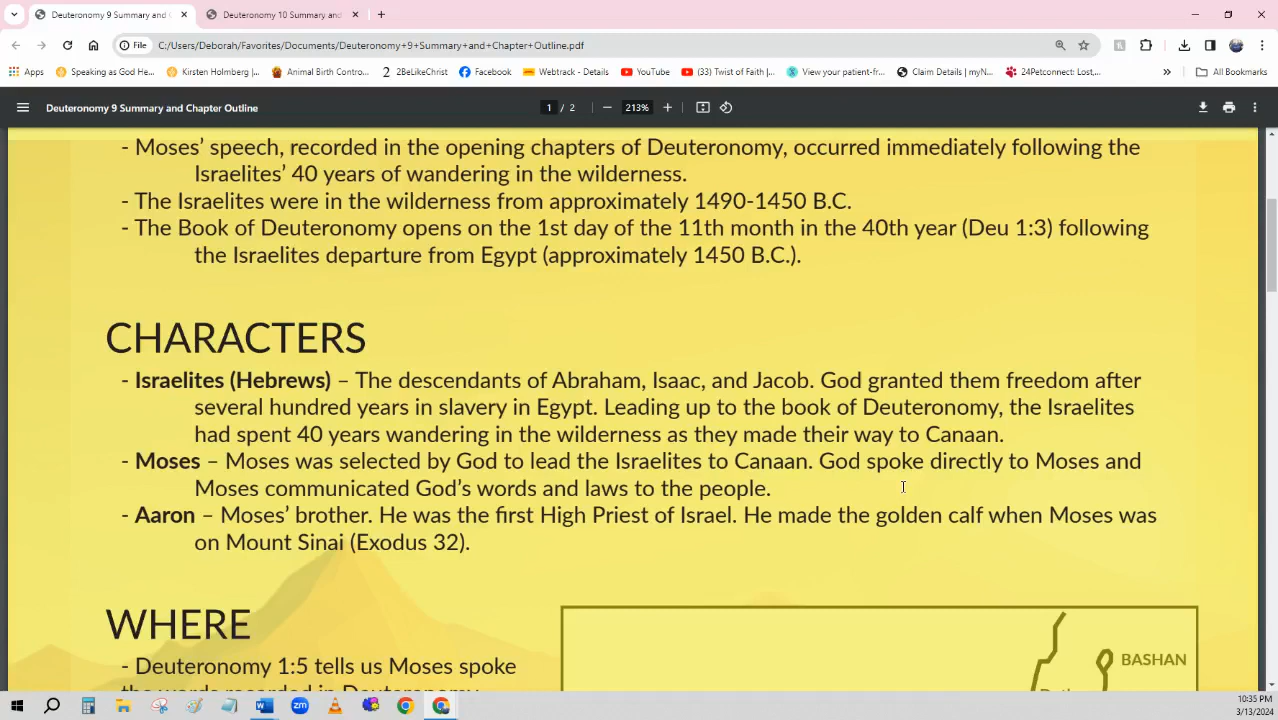 Deuteronomy 9 Summary and
Deuteronomy 10 Summary and
File
C:/Users/Deborah/Favorites/Documents/Deuteronomy+9+Summary+and+Chapter+Outline.pdf
Apps
Speaking as God He...
Kirsten Holmberg |...
Animal Birth Contro...
2BeLikeChrist
Facebook
Webtrack - Details
YouTube
(33) Twist of Faith |...
View your patient-fr...
Claim Details | myN...
24Petconnect: Lost,...
»
All Bookmarks
Deuteronomy 9 Summary and Chapter Outline
1 / 2
213%
- Moses’ speech, recorded in the opening chapters of Deuteronomy, occurred immediately following the
Israelites’ 40 years of wandering in the wilderness.
- The Israelites were in the wilderness from approximately 1490-1450 B.C.
- The Book of Deuteronomy opens on the 1st day of the 11th month in the 40th year (Deu 1:3) following
the Israelites departure from Egypt (approximately 1450 B.C.).
CHARACTERS
- Israelites (Hebrews) – The descendants of Abraham, Isaac, and Jacob. God granted them freedom after
several hundred years in slavery in Egypt. Leading up to the book of Deuteronomy, the Israelites
had spent 40 years wandering in the wilderness as they made their way to Canaan.
- Moses – Moses was selected by God to lead the Israelites to Canaan. God spoke directly to Moses and
Moses communicated God’s words and laws to the people.
- Aaron – Moses’ brother. He was the first High Priest of Israel. He made the golden calf when Moses was
on Mount Sinai (Exodus 32).
WHERE
- Deuteronomy 1:5 tells us Moses spoke
the words recorded in Deuteronomy
BASHAN
10:35 PM
3/13/2024